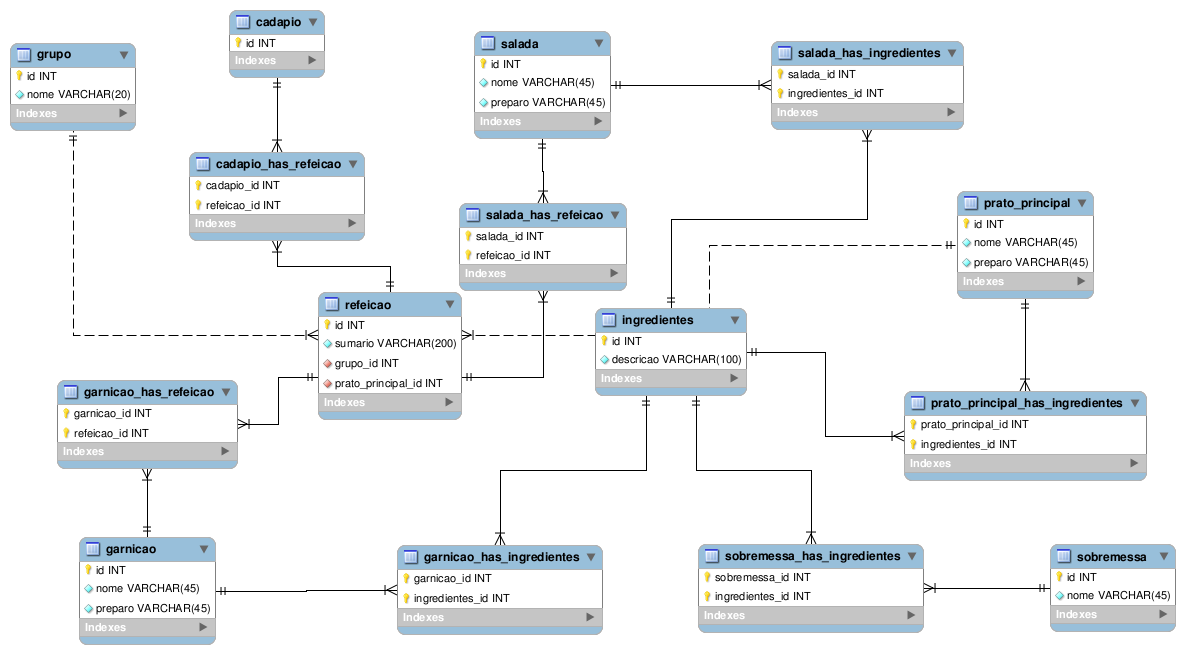 cadapio
id INT
Indexes
grupo
id INT
nome VARCHAR(20)
Indexes
salada
id INT
nome VARCHAR(45)
preparo VARCHAR(45)
Indexes
salada_has_ingredientes
salada_id INT
ingredientes_id INT
Indexes
cadapio_has_refeicao
cadapio_id INT
refeicao_id INT
Indexes
salada_has_refeicao
salada_id INT
refeicao_id INT
Indexes
prato_principal
id INT
nome VARCHAR(45)
preparo VARCHAR(45)
Indexes
refeicao
id INT
sumario VARCHAR(200)
grupo_id INT
prato_principal_id INT
Indexes
ingredientes
id INT
descricao VARCHAR(100)
Indexes
garnicao_has_refeicao
garnicao_id INT
refeicao_id INT
Indexes
prato_principal_has_ingredientes
prato_principal_id INT
ingredientes_id INT
Indexes
garnicao
id INT
nome VARCHAR(45)
preparo VARCHAR(45)
Indexes
garnicao_has_ingredientes
garnicao_id INT
ingredientes_id INT
Indexes
sobremessa_has_ingredientes
sobremessa_id INT
ingredientes_id INT
Indexes
sobremessa
id INT
nome VARCHAR(45)
Indexes